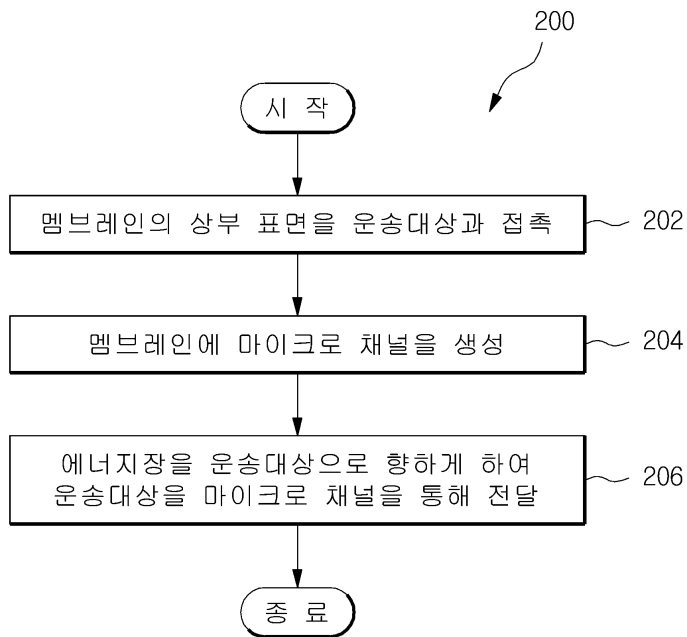 200
시 작
멤브레인의 상부 표면을 운송대상과 접촉
202
멤브레인에 마이크로 채널을 생성
204
에너지장을 운송대상으로 향하게 하여
운송대상을 마이크로 채널을 통해 전달
206
종 료